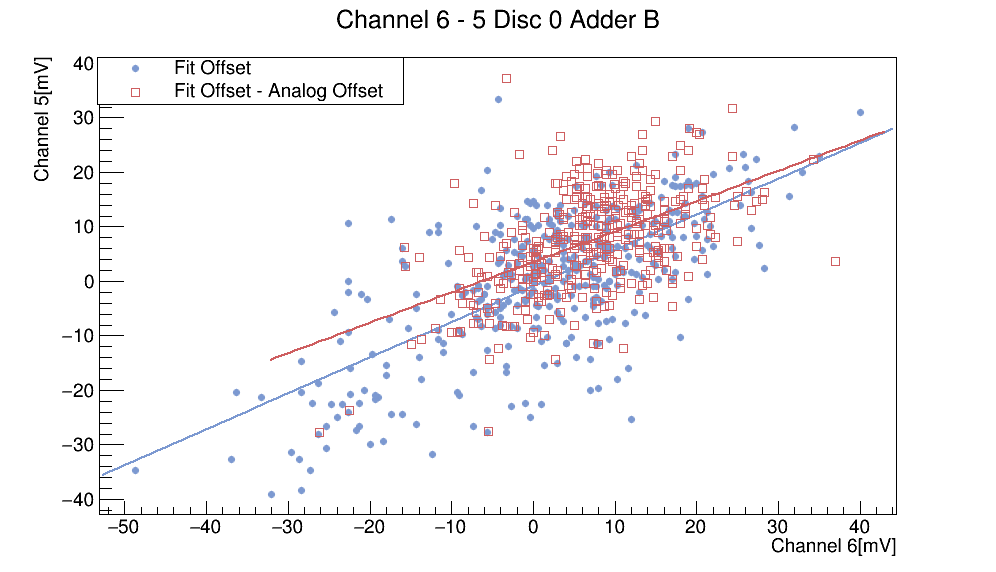 Channel 6 - 5 Disc 0 Adder B
Channel 5[mV]
Fit Offset
Fit Offset - Analog Offset
40
30
20
10
0
−10
−20
−30
−40
−50 −40 −30 −20 −10 0 10 20 30 40
Channel 6[mV]